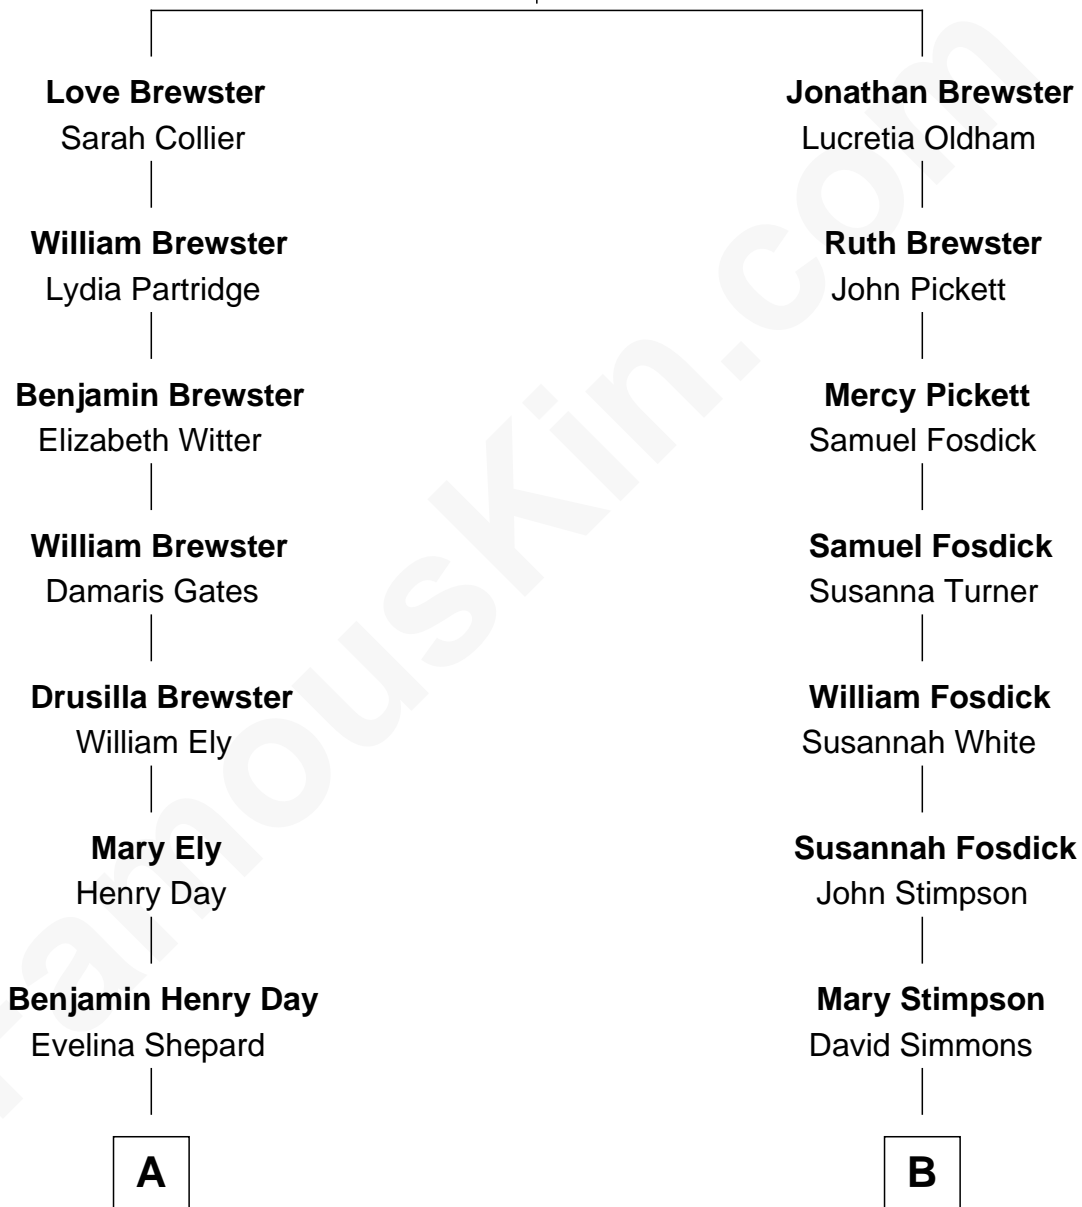 Love Brewster
Sarah Collier
William Brewster
Lydia Partridge
Benjamin Brewster
Elizabeth Witter
William Brewster
Damaris Gates
Drusilla Brewster
William Ely
Mary Ely
Henry Day
Benjamin Henry Day
Evelina Shepard
A
Jonathan Brewster
Lucretia Oldham
Ruth Brewster
John Pickett
Mercy Pickett
Samuel Fosdick
Samuel Fosdick
Susanna Turner
William Fosdick
Susannah White
Susannah Fosdick
John Stimpson
Mary Stimpson
David Simmons
B
FamousKin.com